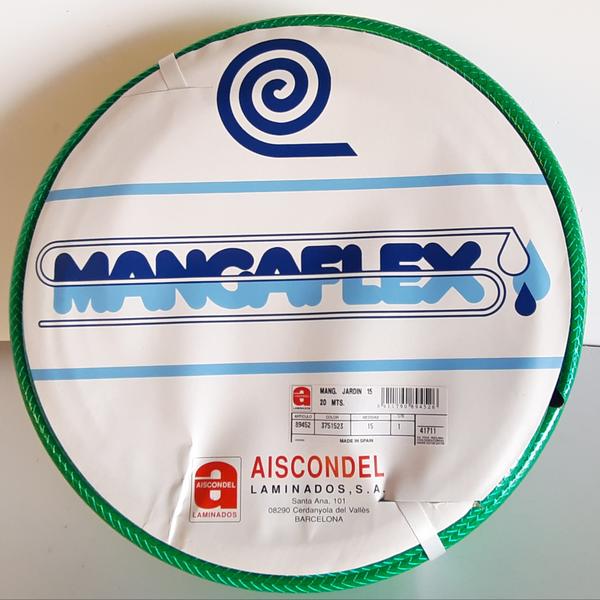 MANGAFLEX
MANG. JARDIN 15
20 MTS.
ARTICULO COLOR MEDIDAS
89452 3751523 15 1 41711
MADE IN SPAIN
a
AISCONDEL
LAMINADOS
AISCONDEL
LAMINADOS, S.A.
Santa Ana, 101
08290 Cerdanyola del Vallès
BARCELONA